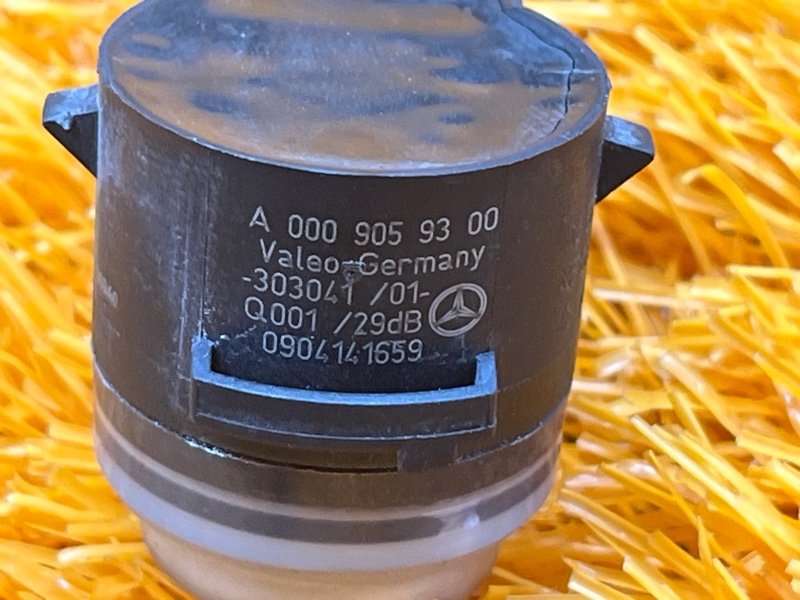 A 000 905 93 00
Valeo-Germany
-303041 /01-
Q001 /29dB
0904141659